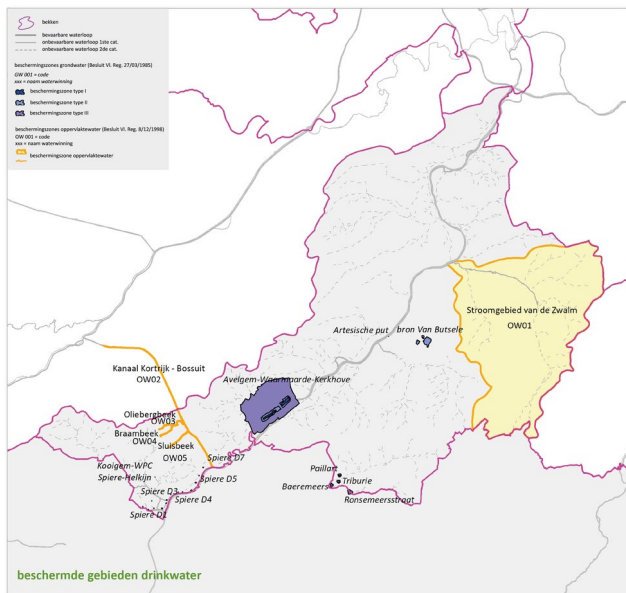 bekken
bevaarbare waterloop
onbevaarbare waterloop 1ste cat.
onbevaarbare waterloop 2de cat.
beschermingszones grondwater (Besluit Vl. Reg. 27/03/1985)
GW 001 = code
xxx = naam waterwinning
beschermingszone type I
beschermingszone type II
beschermingszone type III
beschermingszones oppervlaktewater (Besluit Vl. Reg. 8/12/1998)
OW 001 = code
xxx = naam waterwinning
beschermingszone oppervlaktewater
Stroomgebied van de Zwalm
OW01
Artesische put
bron Van Butsele
Kanaal Kortrijk - Bossuit
OW02
Avelgem-Waarmaarde-Kerkhove
Oliebergbeek
OW03
Braambeek
OW04
Sluisbeek
OW05
Spiere D7
Kooigem-WPC
Spiere-Helkijn
Spiere D5
Spiere D3
Spiere D4
Spiere D1
Paillart
Triburie
Baeremeers
Ronsemeersstraat
beschermde gebieden drinkwater